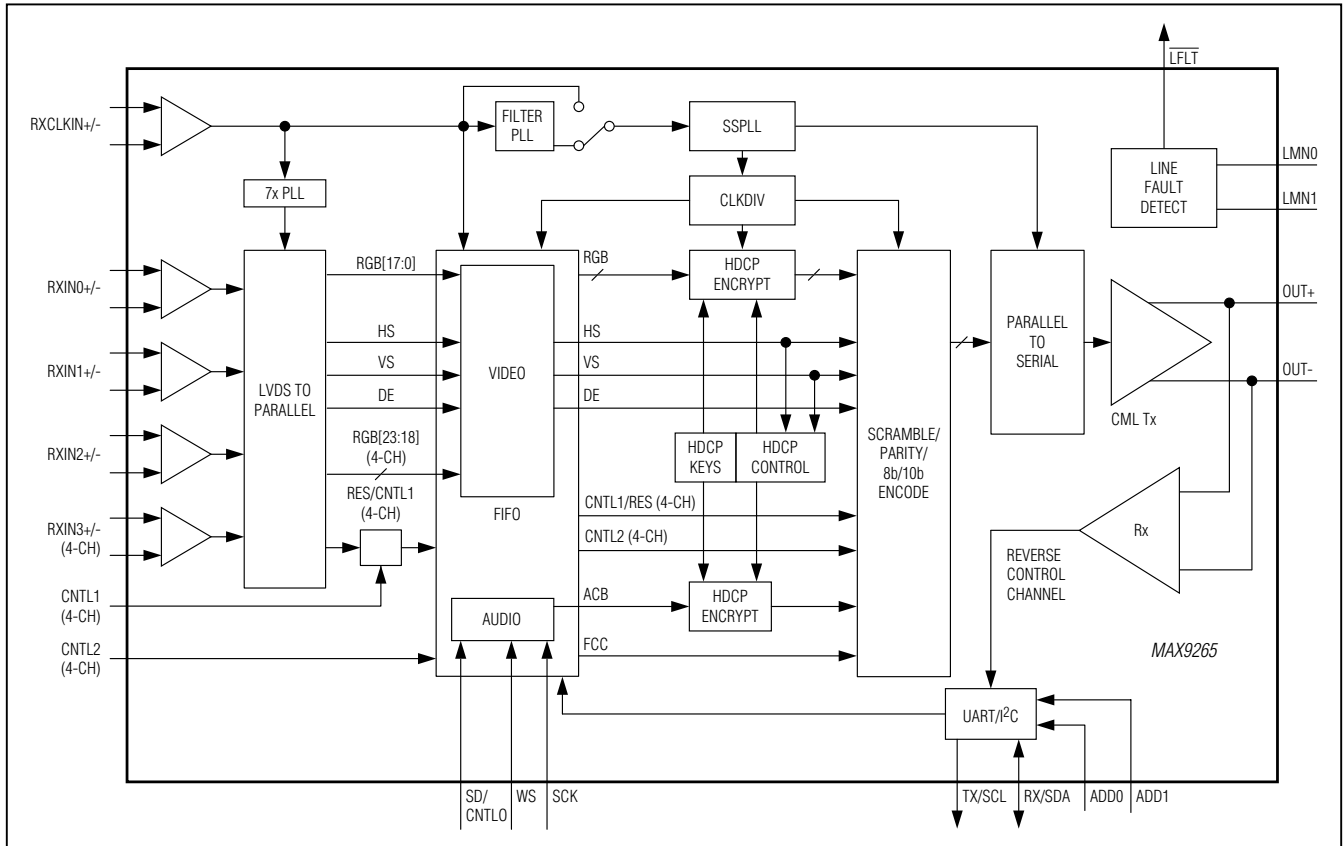 LFLT
RXCLKIN+/-
FILTER
PLL
SSPLL
LINE
FAULT
DETECT
LMN0
LMN1
7x PLL
CLKDIV
RXIN0+/-
RXIN1+/-
RXIN2+/-
RXIN3+/-
(4-CH)
CNTL1
(4-CH)
CNTL2
(4-CH)
LVDS TO
PARALLEL
RGB[17:0]
HS
VS
DE
RGB[23:18]
(4-CH)
RES/CNTL1
(4-CH)
VIDEO
FIFO
AUDIO
RGB
HS
VS
DE
HDCP
ENCRYPT
HDCP
KEYS
HDCP
CONTROL
CNTL1/RES (4-CH)
CNTL2 (4-CH)
ACB
HDCP
ENCRYPT
FCC
SCRAMBLE/
PARITY/
8b/10b
ENCODE
PARALLEL
TO
SERIAL
CML Tx
OUT+
OUT-
Rx
REVERSE
CONTROL
CHANNEL
MAX9265
UART/I2C
SD/
CNTLO
WS
SCK
TX/SCL
RX/SDA
ADD0
ADD1